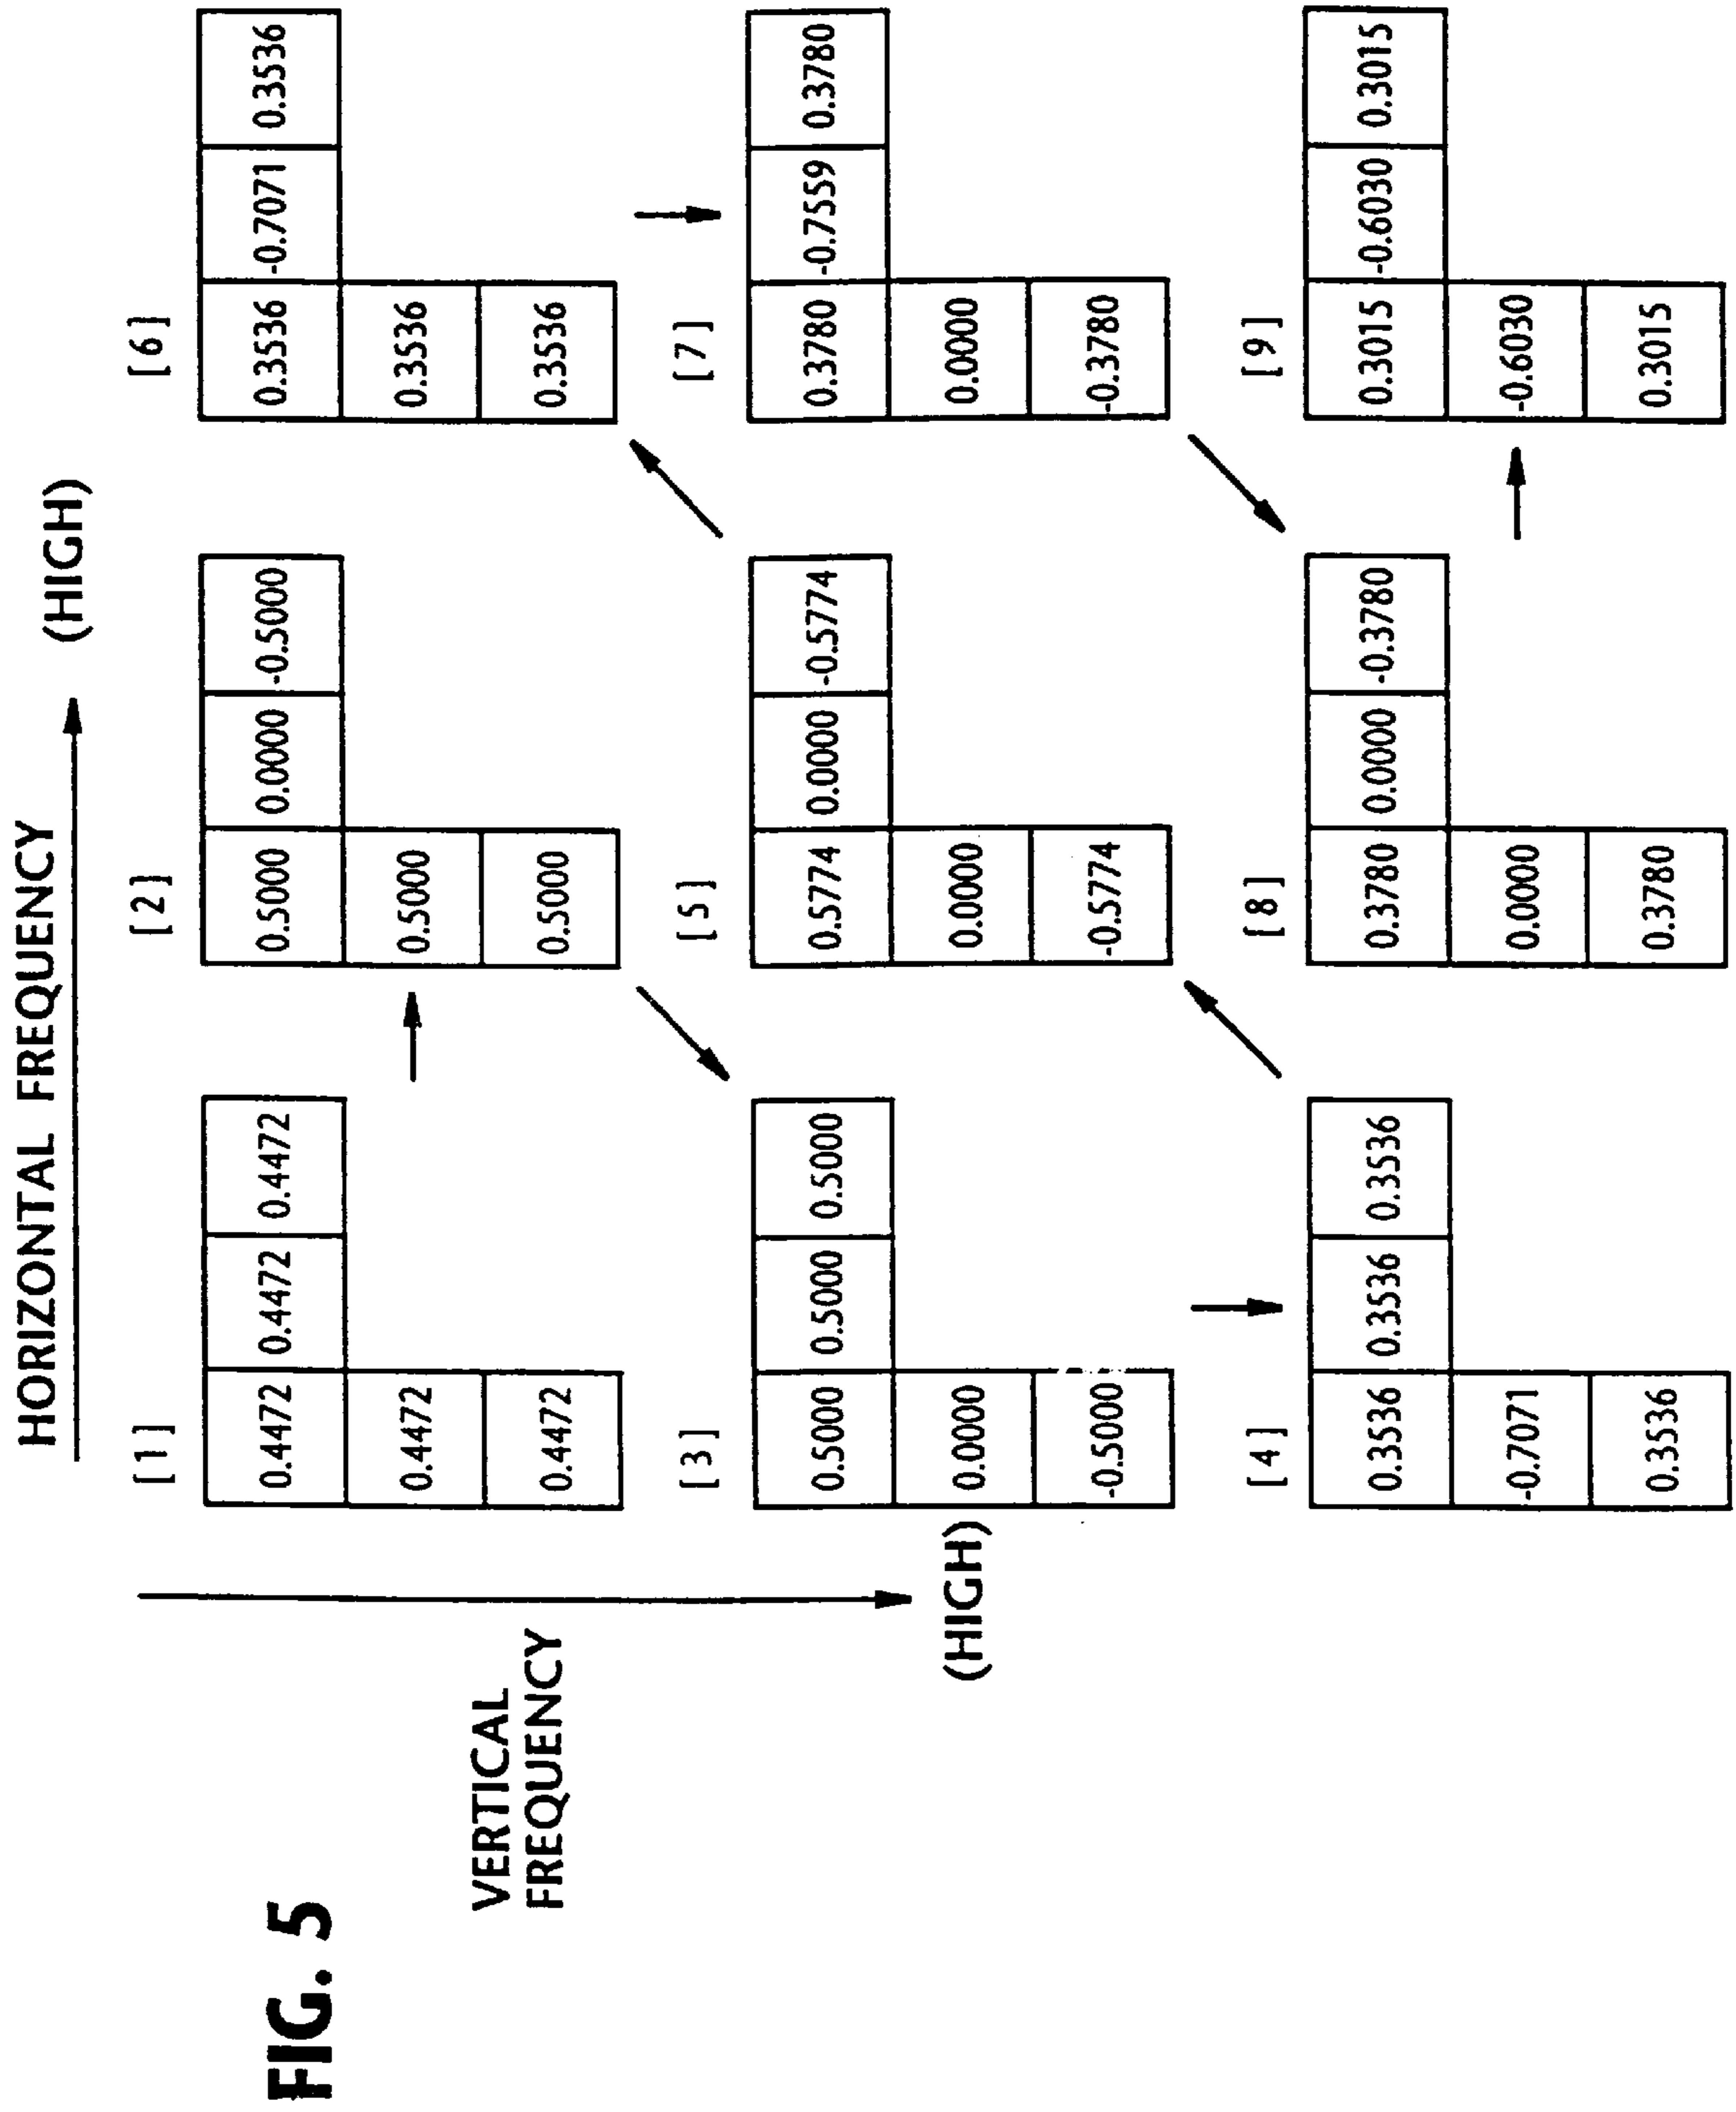 FIG. 5
HORIZONTAL FREQUENCY
(HIGH)
VERTICAL
FREQUENCY
(HIGH)
[1]
0.4472 0.4472 0.4472
0.4472
0.4472
[2]
0.5000 0.0000 -0.5000
0.5000
0.5000
[6]
0.3536 -0.7071 0.3536
0.3536
0.3536
[3]
0.5000 0.5000 0.5000
0.0000
-0.5000
[5]
0.5774 0.0000 -0.5774
0.0000
-0.5774
[7]
0.3780 -0.7559 0.3780
0.0000
-0.3780
[4]
0.3536 0.3536 0.3536
-0.7071
0.3536
[8]
0.3780 0.0000 -0.3780
0.0000
0.3780
[9]
0.3015 -0.6030 0.3015
-0.6030
0.3015